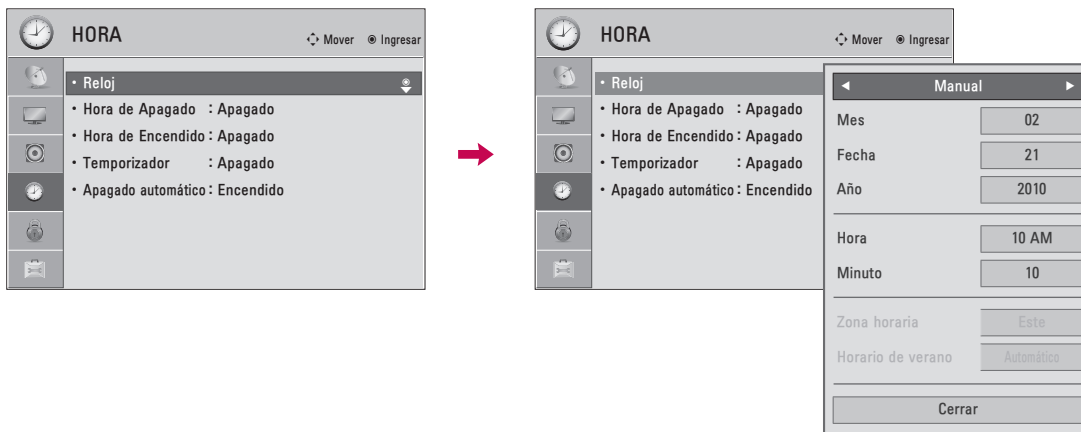 HORA
Mover Ingresar
• Reloj
• Hora de Apagado : Apagado
• Hora de Encendido : Apagado
• Temporizador : Apagado
• Apagado automático : Encendido
HORA
Mover Ingresar
• Reloj
• Hora de Apagado : Apagado
• Hora de Encendido : Apagado
• Temporizador : Apagado
• Apagado automático : Encendido
◄ Manual ►
Mes 02
Fecha 21
Año 2010
Hora 10 AM
Minuto 10
Zona horaria Este
Horario de verano Automático
Cerrar